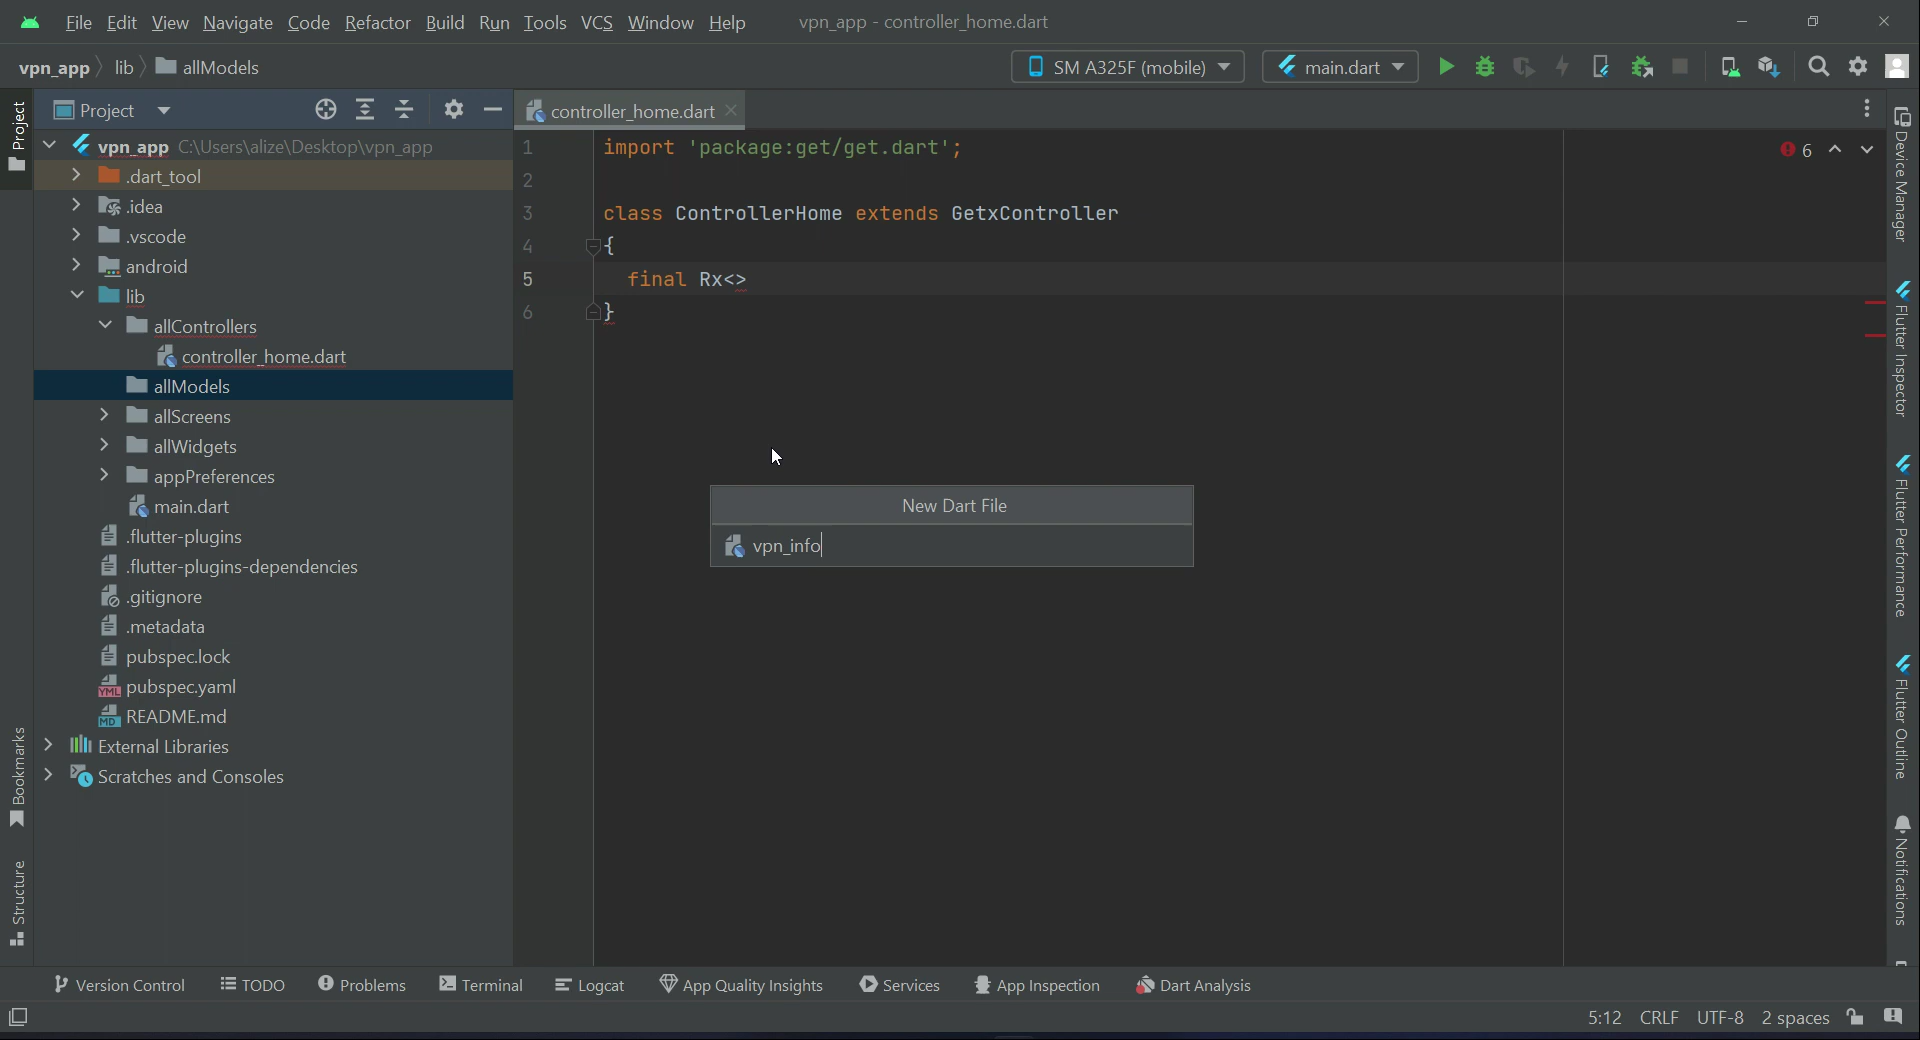 File Edit View Navigate Code Refactor Build Run Tools VCS Window Help vpn_app - controller_home.dart
vpn_app lib allModels SM A325F (mobile) main.dart
Project
Project
controller_home.dart
vpn_app C:\Users\alize\Desktop\vpn_app
.dart_tool
.idea
.vscode
android
lib
allControllers
controller_home.dart
allModels
allScreens
allWidgets
appPreferences
main.dart
.flutter-plugins
.flutter-plugins-dependencies
.gitignore
.metadata
pubspec.lock
YML pubspec.yaml
MD README.md
External Libraries
Scratches and Consoles
Bookmarks
Structure
1 import 'package:get/get.dart';
2
3 class ControllerHome extends GetxController
4 {
5 final Rx<>
6 }
6
New Dart File
vpn_info
Device Manager
Flutter Inspector
Flutter Performance
Flutter Outline
Notifications
Version Control TODO Problems Terminal Logcat App Quality Insights Services App Inspection Dart Analysis
5:12 CRLF UTF-8 2 spaces